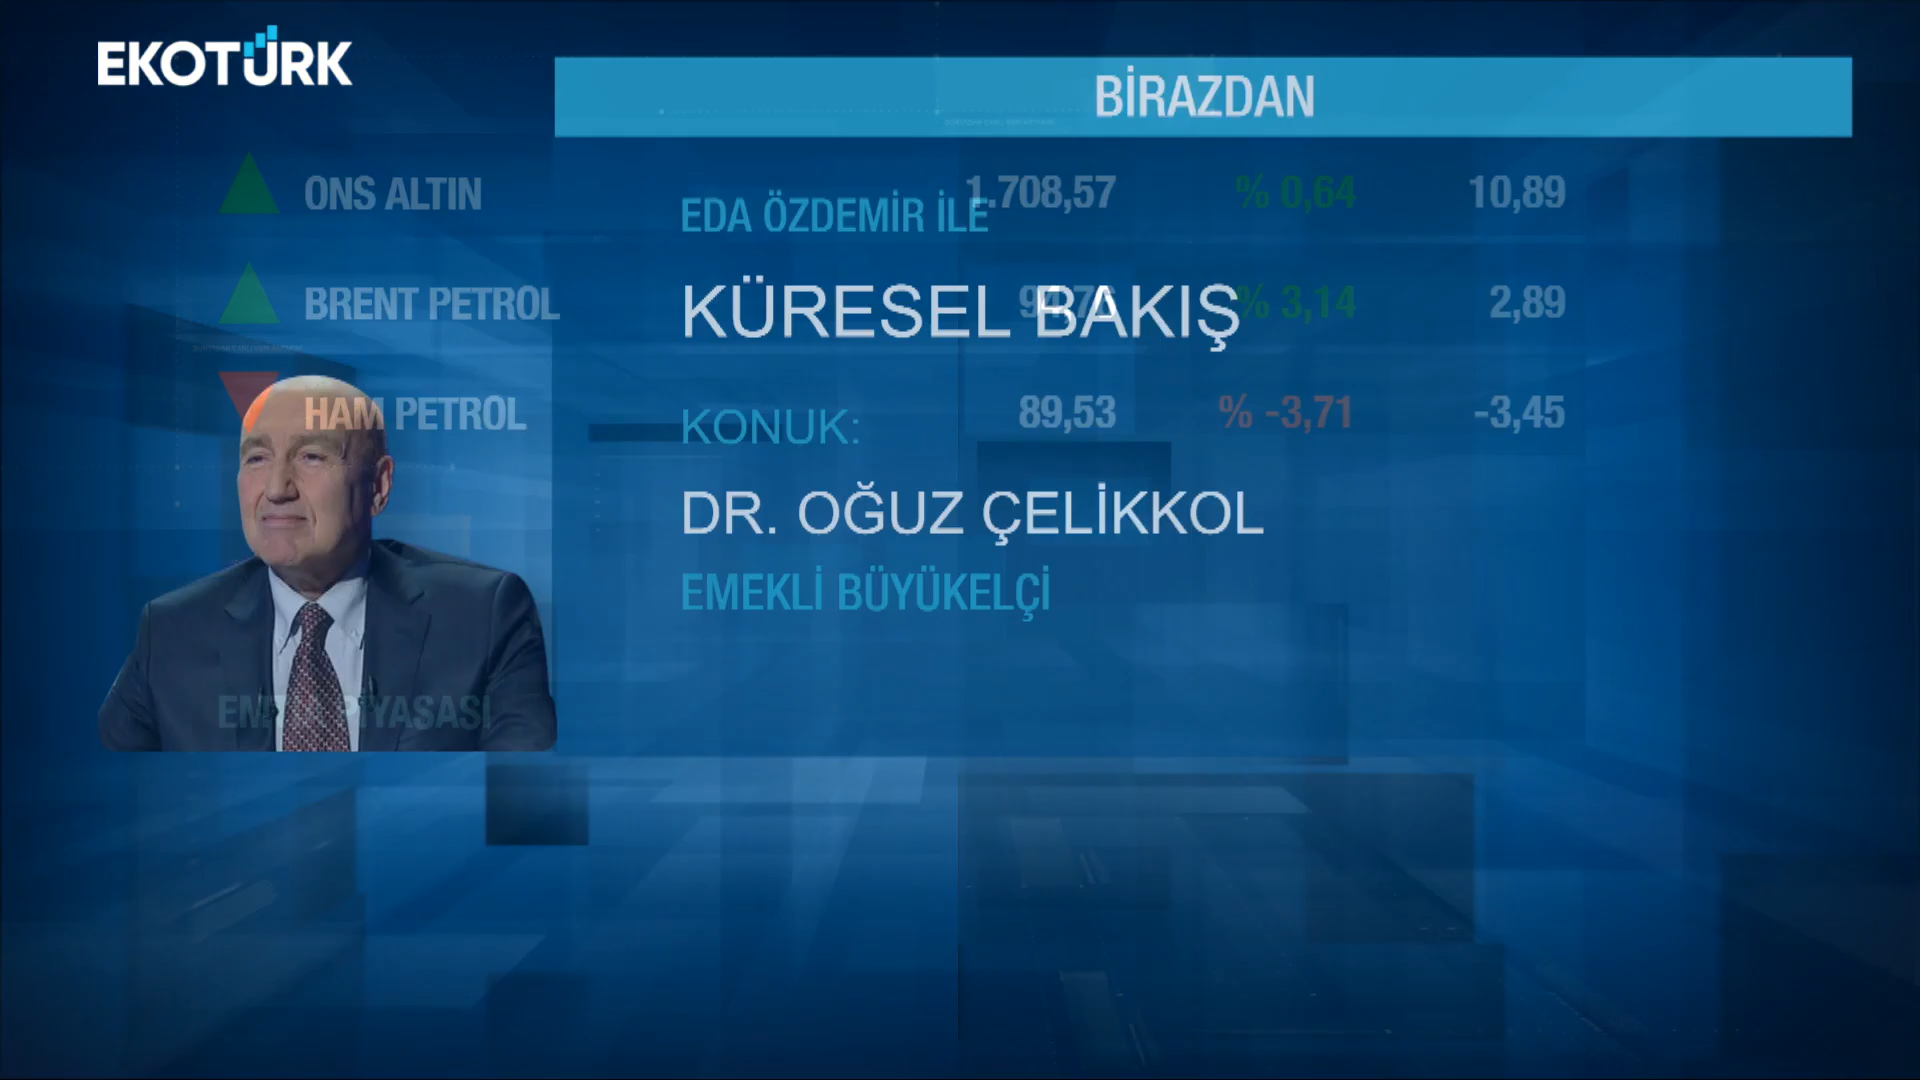 EKOTÜRK
BİRAZDAN
ONS ALTIN 1.708,57 % 0,64 10,89
EDA ÖZDEMİR İLE
BRENT PETROL % 3,14 2,89
KÜRESEL BAKIŞ
HAM PETROL 89,53 % -3,71 -3,45
KONUK:
DR. OĞUZ ÇELİKKOL
EMEKLİ BÜYÜKELÇİ
PİYASASI